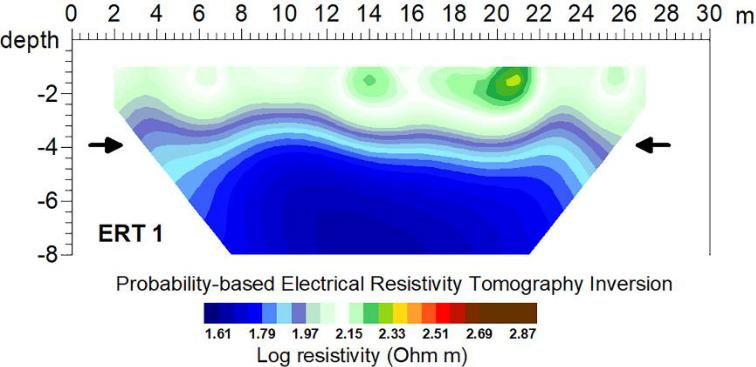 0 2 4 6 8 10 12 14 16 18 20 22 24 26 28 30 m
depth
-2
-4
-6
-8
ERT 1
Probability-based Electrical Resistivity Tomography Inversion
1.61 1.79 1.97 2.15 2.33 2.51 2.69 2.87
Log resistivity (Ohm m)